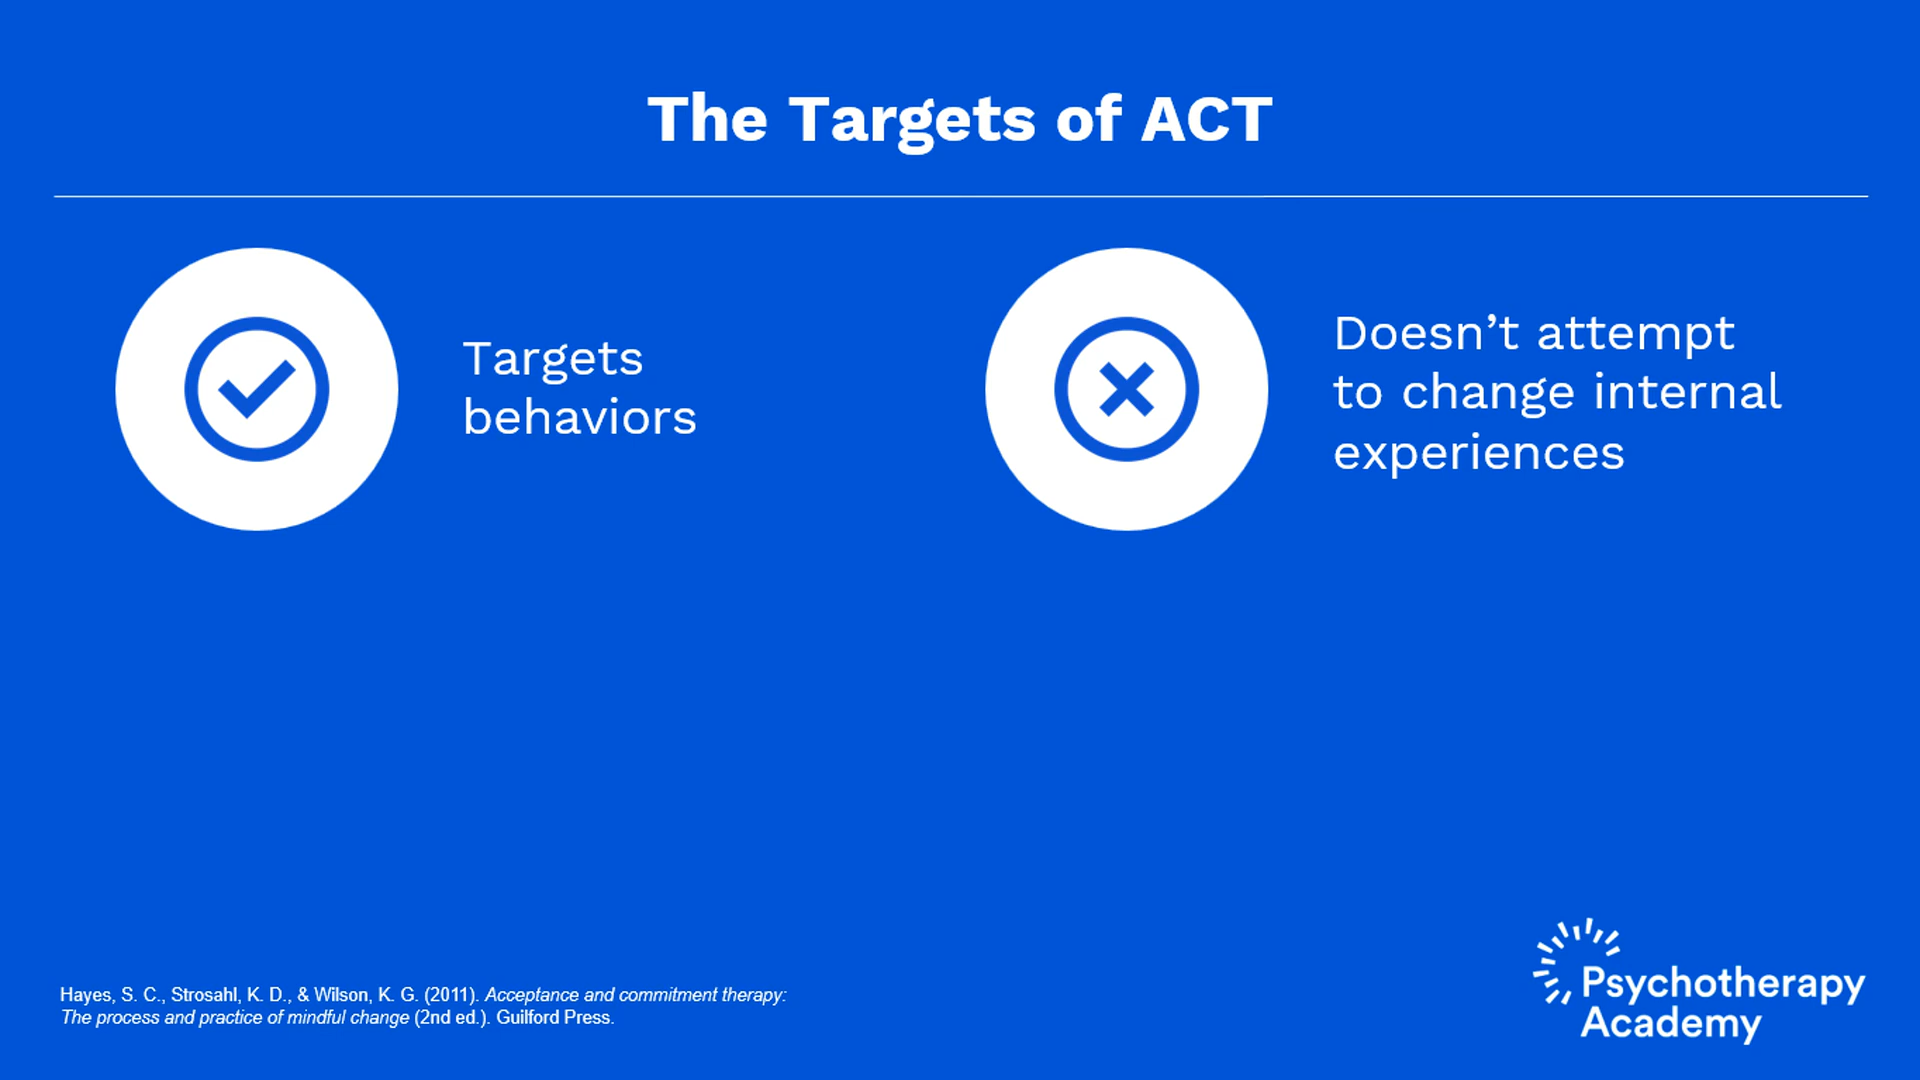 The Targets of ACT
Targets
behaviors
Doesn’t attempt
to change internal
experiences
Hayes, S. C., Strosahl, K. D., & Wilson, K. G. (2011). Acceptance and commitment therapy:
The process and practice of mindful change (2nd ed.). Guilford Press.
Psychotherapy
Academy